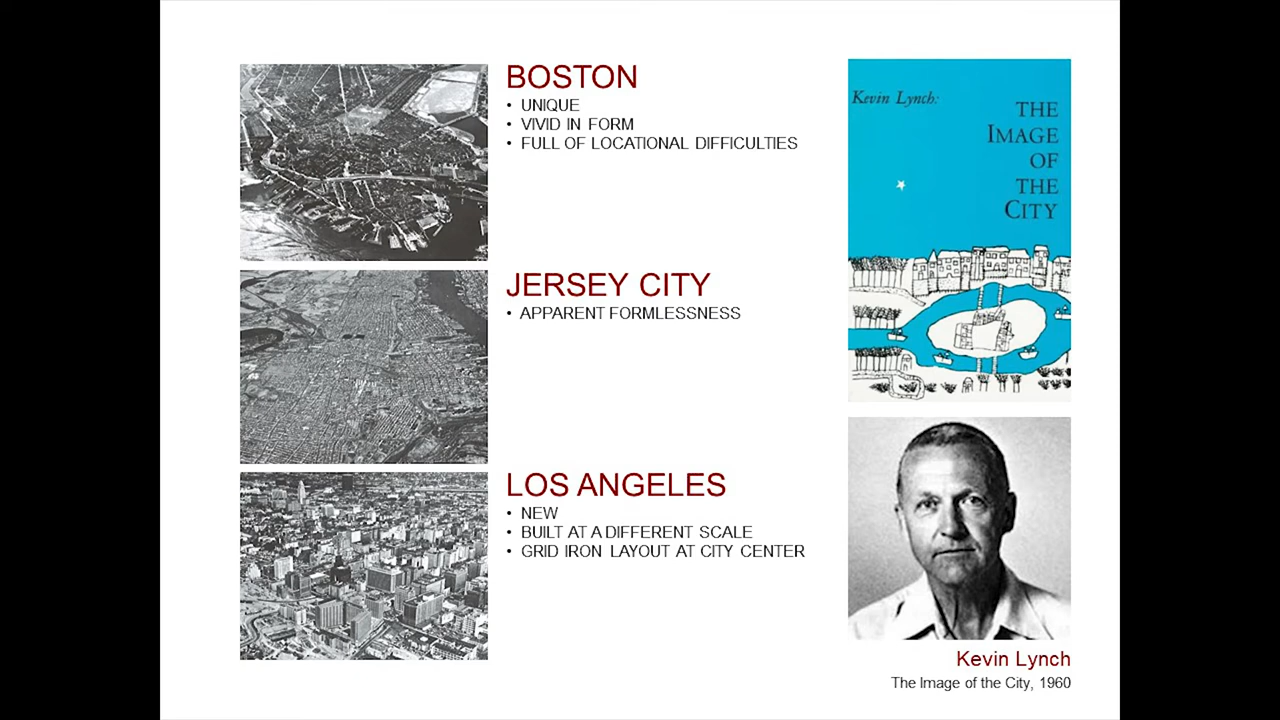 BOSTON
• UNIQUE
• VIVID IN FORM
• FULL OF LOCATIONAL DIFFICULTIES
JERSEY CITY
• APPARENT FORMLESSNESS
LOS ANGELES
• NEW
• BUILT AT A DIFFERENT SCALE
• GRID IRON LAYOUT AT CITY CENTER
Kevin Lynch:
THE
IMAGE
OF
THE
CITY
Kevin Lynch
The Image of the City, 1960